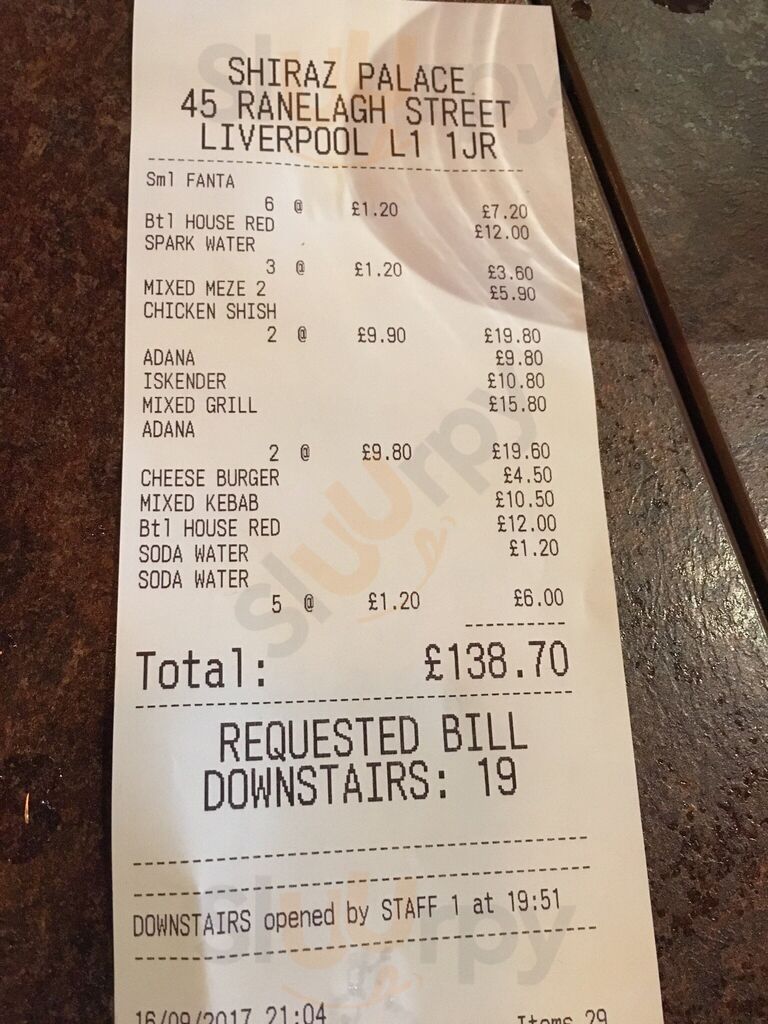 SHIRAZ PALACE
45 RANELAGH STREET
LIVERPOOL L1 1JR
Sml FANTA
6 @ £1.20 £7.20
Btl HOUSE RED £12.00
SPARK WATER
3 @ £1.20 £3.60
MIXED MEZE 2 £5.90
CHICKEN SHISH
2 @ £9.90 £19.80
ADANA £9.80
ISKENDER £10.80
MIXED GRILL £15.80
ADANA
2 @ £9.80 £19.60
CHEESE BURGER £4.50
MIXED KEBAB £10.50
Btl HOUSE RED £12.00
SODA WATER £1.20
SODA WATER
5 @ £1.20 £6.00
Total: £138.70
REQUESTED BILL
DOWNSTAIRS: 19
DOWNSTAIRS opened by STAFF 1 at 19:51
16/09/2017 21:04 Items 29
sluurpy
sluurpy
sluurpy